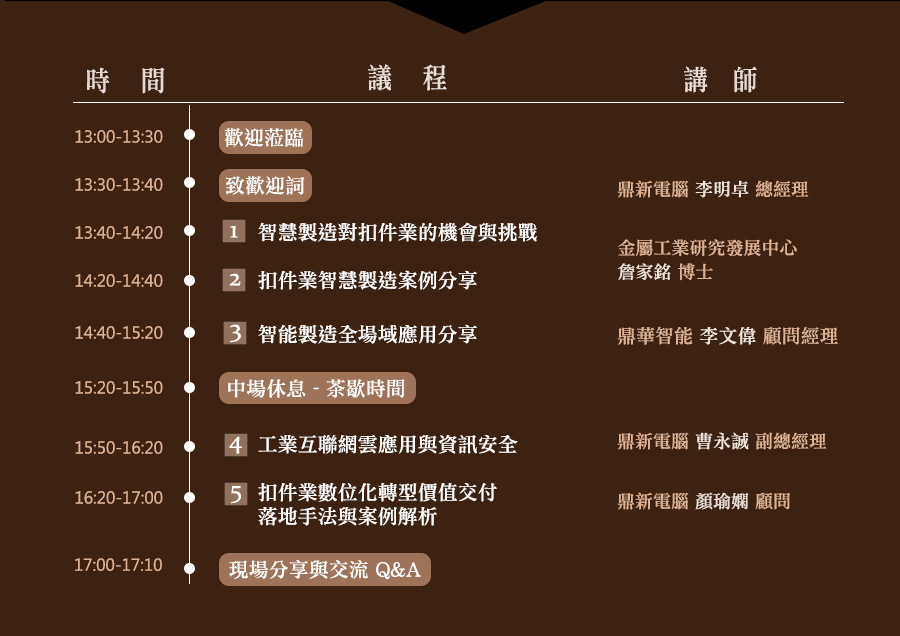 時 間 議 程 講 師
13:00-13:30 歡迎蒞臨
13:30-13:40 致歡迎詞 鼎新電腦 李明卓 總經理
13:40-14:20 1 智慧製造對扣件業的機會與挑戰
金屬工業研究發展中心
詹家銘 博士
14:20-14:40 2 扣件業智慧製造案例分享
14:40-15:20 3 智能製造全場域應用分享 鼎華智能 李文偉 顧問經理
15:20-15:50 中場休息 - 茶歇時間
15:50-16:20 4 工業互聯網雲應用與資訊安全 鼎新電腦 曹永誠 副總經理
16:20-17:00 5 扣件業數位化轉型價值交付
落地手法與案例解析
鼎新電腦 顏瑜嫻 顧問
17:00-17:10 現場分享與交流 Q&A